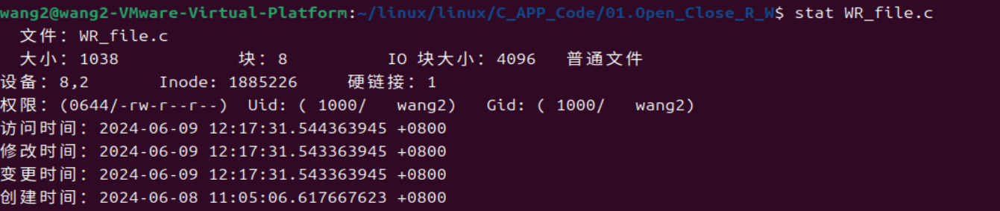 wang2@wang2-VMware-Virtual-Platform:~/linux/linux/C_APP_Code/01.Open_Close_R_W$ stat WR_file.c
文件：WR_file.c
大小：1038 块：8 IO 块大小：4096 普通文件
设备：8,2 Inode: 1885226 硬链接：1
权限：(0644/-rw-r--r--) Uid: ( 1000/ wang2) Gid: ( 1000/ wang2)
访问时间：2024-06-09 12:17:31.544363945 +0800
修改时间：2024-06-09 12:17:31.543363945 +0800
变更时间：2024-06-09 12:17:31.543363945 +0800
创建时间：2024-06-08 11:05:06.617667623 +0800